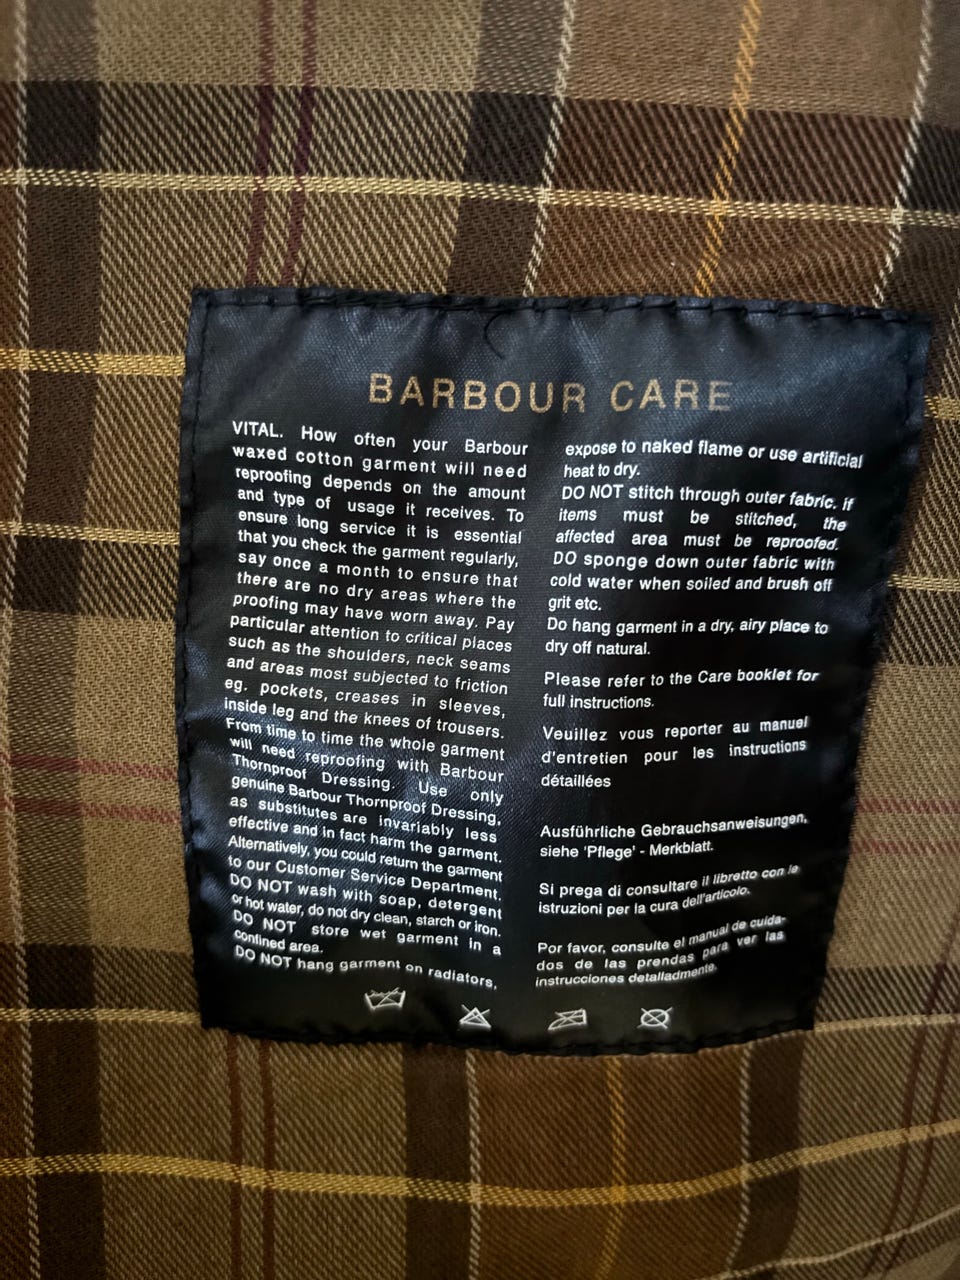 BARBOUR CARE
VITAL. How often your Barbour
waxed cotton garment will need
reproofing depends on the amount
and type of usage it receives. To
ensure long service it is essential
that you check the garment regularly,
say once a month to ensure that
there are no dry areas where the
proofing may have worn away. Pay
particular attention to critical places
such as the shoulders, neck seams
and areas most subjected to friction
eg. pockets, creases in sleeves,
inside leg and the knees of trousers.
From time to time the whole garment
will need reproofing with Barbour
Thornproof Dressing. Use only
genuine Barbour Thornproof Dressing,
as substitutes are invariably less
effective and in fact harm the garment.
Alternatively, you could return the garment
to our Customer Service Department.
DO NOT wash with soap, detergent
or hot water, do not dry clean, starch or iron.
DO NOT store wet garment in a
confined area.
DO NOT hang garment on radiators,
expose to naked flame or use artificial
heat to dry.
DO NOT stitch through outer fabric. if
items must be stitched, the
affected area must be reproofed.
DO sponge down outer fabric with
cold water when soiled and brush off
grit etc.
Do hang garment in a dry, airy place to
dry off natural.
Please refer to the Care booklet for
full instructions.
Veuillez vous reporter au manuel
d'entretien pour les instructions
détaillées
Ausführliche Gebrauchsanweisungen,
siehe 'Pflege' - Merkblatt.
Si prega di consultare il libretto con le
istruzioni per la cura dell'articolo.
Por favor, consulte el manual de cuida-
dos de las prendas para ver las
instrucciones detalladmente.